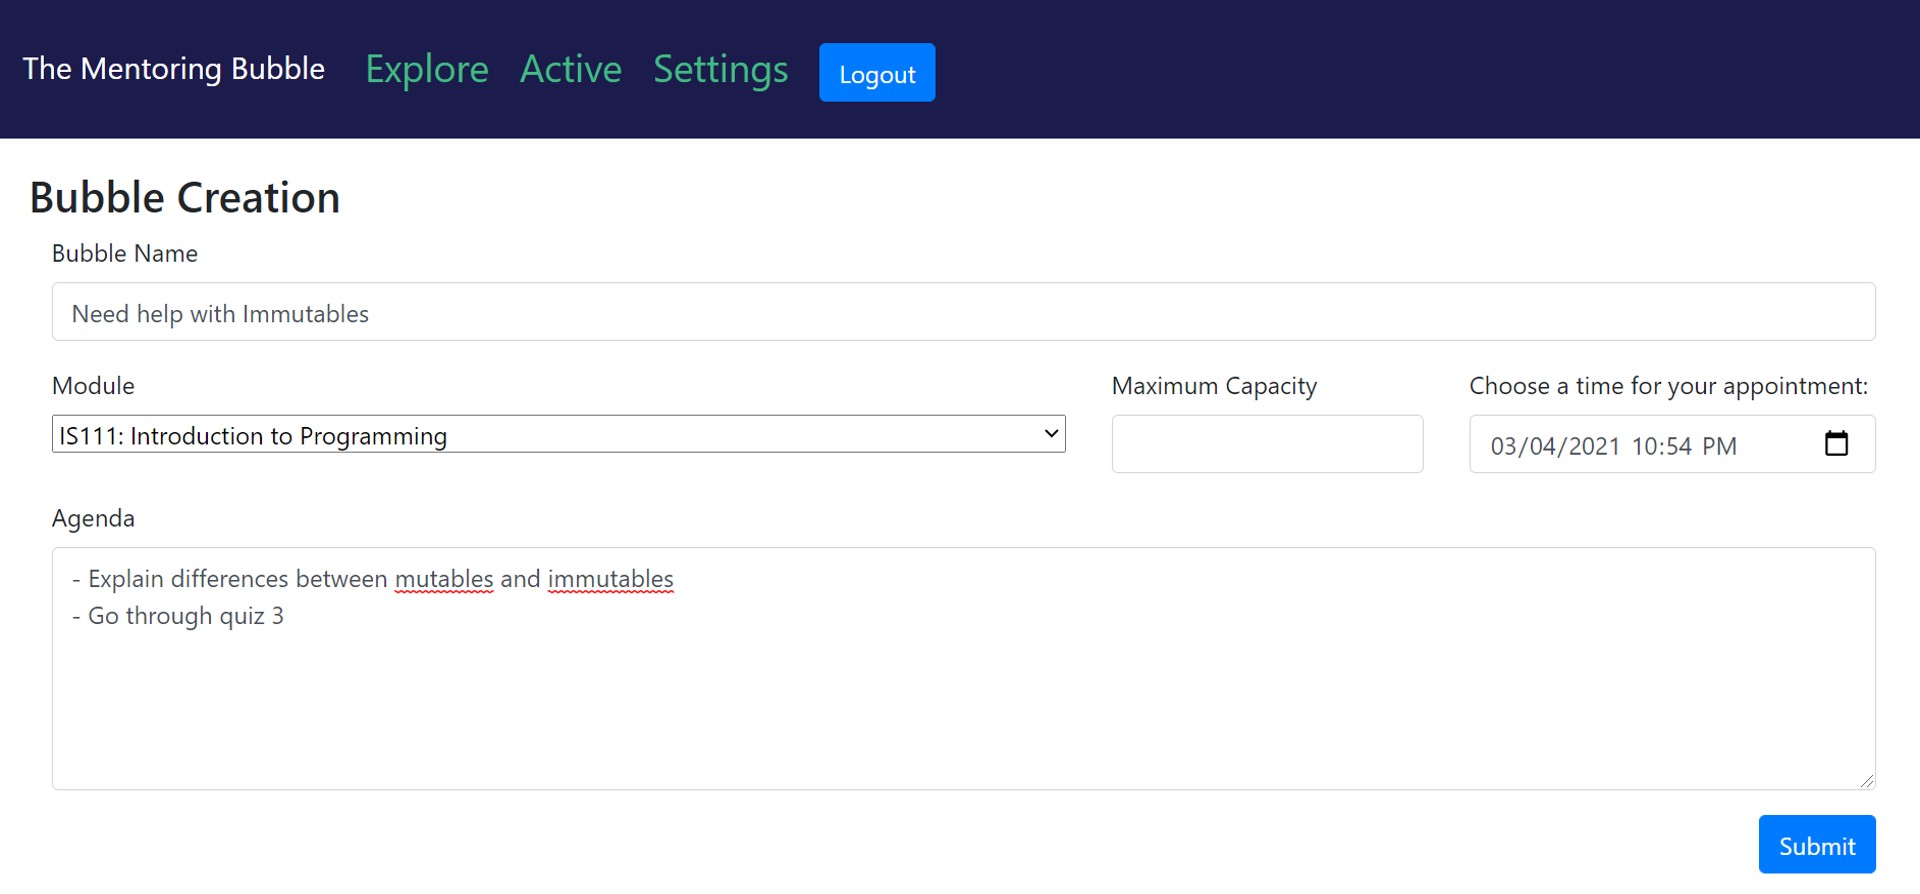 The Mentoring Bubble Explore Active Settings Logout
Bubble Creation
Bubble Name
Need help with Immutables
Module Maximum Capacity Choose a time for your appointment:
IS111: Introduction to Programming 03/04/2021 10:54 PM
Agenda
- Explain differences between mutables and immutables
- Go through quiz 3
Submit